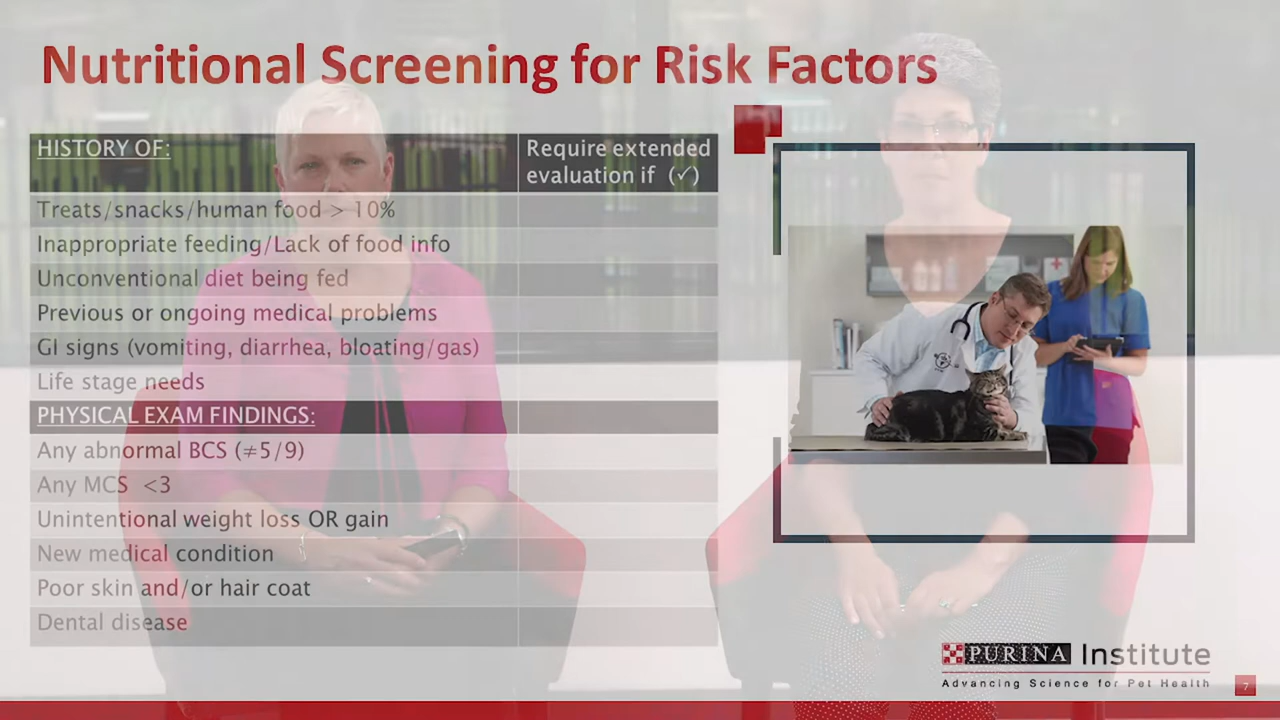 Nutritional Screening for Risk Factors
HISTORY OF:
Require extended
evaluation if (✓)
Treats/snacks/human food > 10%
Inappropriate feeding/Lack of food info
Unconventional diet being fed
Previous or ongoing medical problems
GI signs (vomiting, diarrhea, bloating/gas)
Life stage needs
PHYSICAL EXAM FINDINGS:
Any abnormal BCS (≠5/9)
Any MCS <3
Unintentional weight loss OR gain
New medical condition
Poor skin and/or hair coat
Dental disease
PURINA Institute
Advancing Science for Pet Health
7